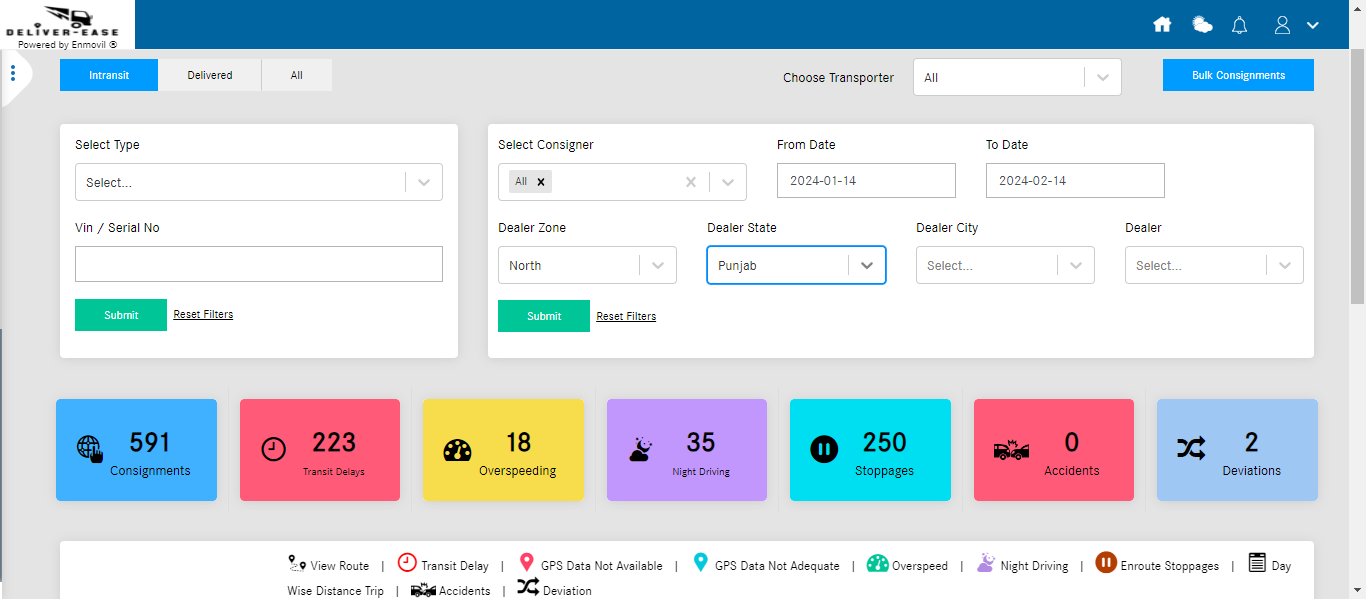 DELIVER-EASE
Powered by Enmovil ®
Intransit
Delivered
All
Choose Transporter
All
Bulk Consignments
Select Type
Select...
Vin / Serial No
Submit
Reset Filters
Select Consigner
From Date
To Date
All
2024-01-14
2024-02-14
Dealer Zone
Dealer State
Dealer City
Dealer
North
Punjab
Select...
Select...
Submit
Reset Filters
591
Consignments
223
Transit Delays
18
Overspeeding
35
Night Driving
250
Stoppages
0
Accidents
2
Deviations
View Route | Transit Delay | GPS Data Not Available | GPS Data Not Adequate | Overspeed | Night Driving | Enroute Stoppages | Day
Wise Distance Trip | Accidents | Deviation